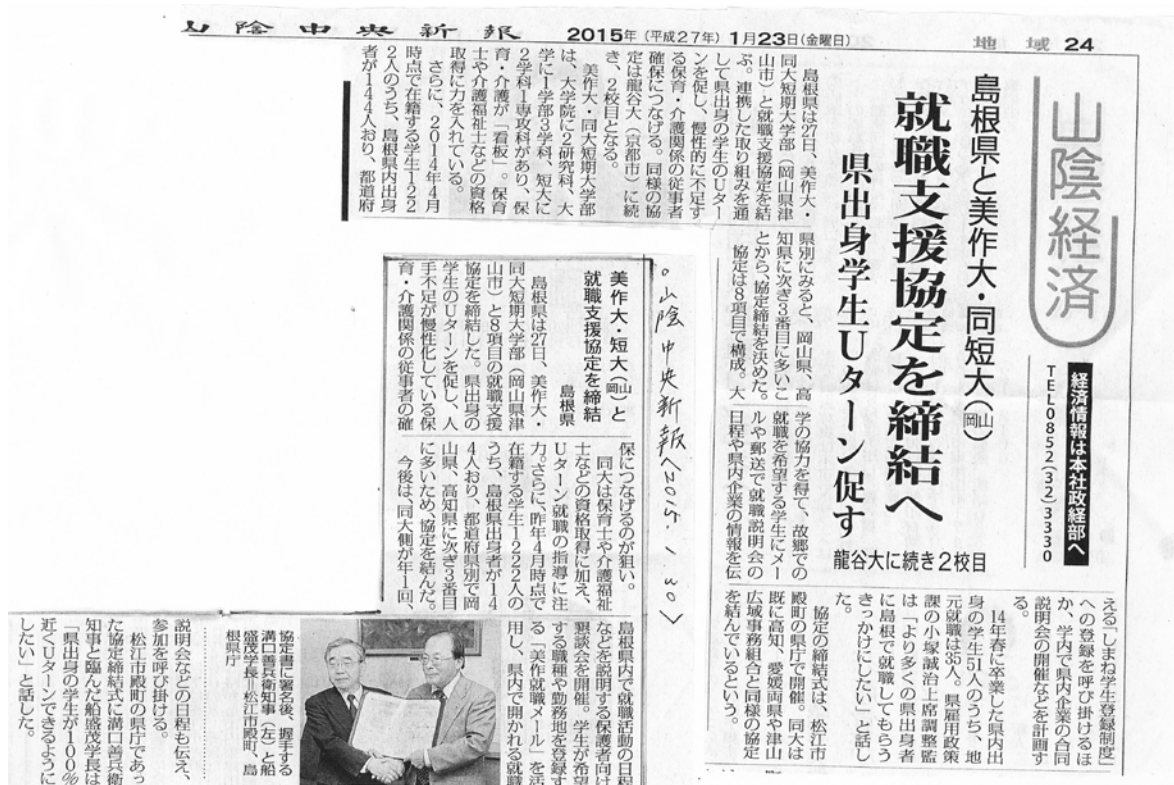 山陰中央新報 2015年(平成27年)1月23日(金曜日) 地域 24
山陰経済
経済情報は本社政経部へ
TEL0852(32)3330
島根県と美作大・同短大(岡山)
就職支援協定を締結へ
県出身学生Uターン促す
龍谷大に続き2校目
島根県は27日、美作大・
同大短期大学部(岡山県津
山市)と就職支援協定を結
ぶ。連携した取り組みを通
して県出身の学生のUター
ンを促し、慢性的に不足す
る保育・介護関係の従事者
確保につなげる。同様の協
定は龍谷大(京都市)に続
き、2校目となる。
美作大・同大短期大学部
は、大学院に2研究科、大
学に1学部3学科、短大に
2学科1専攻科があり、保
育・介護が「看板」。保育
士や介護福祉士などの資格
取得に力を入れている。
さらに、2014年4月
時点で在籍する学生122
2人のうち、島根県内出身
者が144人おり、都道府
県別にみると、岡山県、高
知県に次ぎ3番目に多いこ
とから、協定締結を決めた。
協定は8項目で構成。大
学の協力を得て、故郷での
就職を希望する学生にメー
ルや郵送で就職説明会の
日程や県内企業の情報を伝
える「しまね学生登録制度」
への登録を呼び掛けるほ
か、学内で県内企業の合同
説明会の開催などを計画す
る。
14年春に卒業した県内出
身の学生51人のうち、地
元就職は35人。県雇用政策
課の小塚誠治上席調整監
は「より多くの県出身者
に島根で就職してもらう
きっかけにしたい」と話し
た。
協定の締結式は、松江市
殿町の県庁で開催。同大は
既に高知、愛媛両県や津山
広域事務組合と同様の協定
を結んでいるという。
。山陰中央新報〈2015.1.30〉
美作大・短大(岡山)と
就職支援協定を締結
島根県
島根県は27日、美作大・
同大短期大学部(岡山県津
山市)と8項目の就職支援
協定を締結した。県出身の
学生のUターンを促し、人
手不足が慢性化している保
育・介護関係の従事者の確
保につなげるのが狙い。
同大は保育士や介護福祉
士などの資格取得に加え、
Uターン就職の指導に注
力。さらに、昨年4月時点で
在籍する学生1222人の
うち、島根県出身者が14
4人おり、都道府県別で岡
山県、高知県に次ぎ3番目
に多いため、協定を結んだ。
今後は、同大側が年1回、
島根県内で就職活動の日程
などを説明する保護者向け
懇談会を開催。学生が希望
する職種や勤務地を登録す
る「美作就職メール」を活
用し、県内で開かれる就職
説明会などの日程も伝え、
参加を呼び掛ける。
松江市殿町の県庁であっ
た協定締結式に溝口善兵衛
知事と臨んだ船盛茂学長は
「県出身の学生が100%
近くUターンできるように
したい」と話した。
協定書に署名後、握手する
溝口善兵衛知事(左)と船
盛茂学長=松江市殿町、島
根県庁